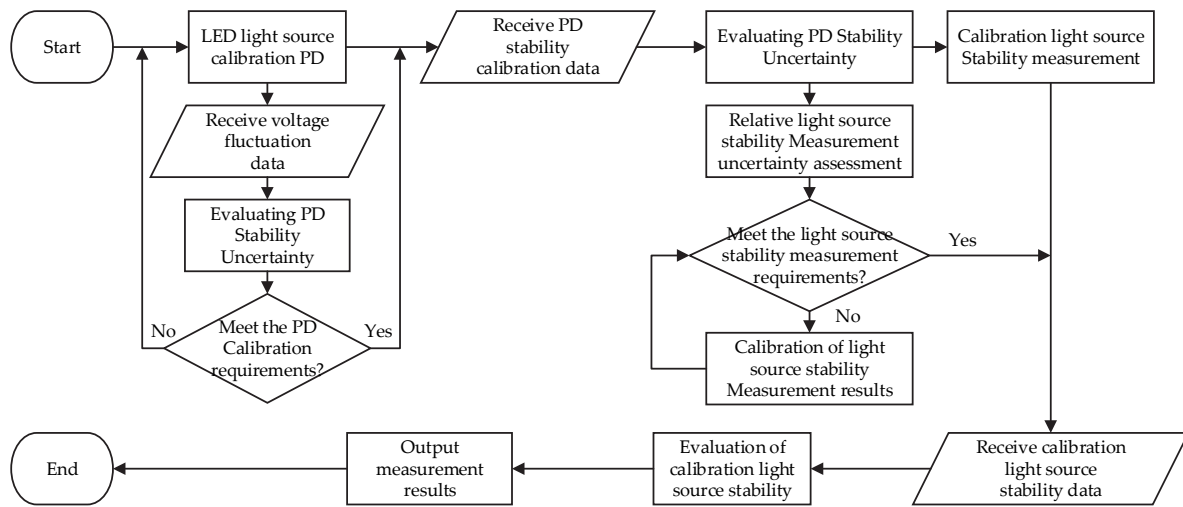 Start
LED light source
calibration PD
Receive PD
stability
calibration data
Evaluating PD Stability
Uncertainty
Calibration light source
Stability measurement
Receive voltage
fluctuation
data
Relative light source
stability Measurement
uncertainty assessment
Evaluating PD
Stability
Uncertainty
Meet the light source
stability measurement
requirements?
Yes
No
Meet the PD
Calibration
requirements?
Yes
No
Calibration of light
source stability
Measurement results
End
Output
measurement
results
Evaluation of
calibration light
source stability
Receive calibration
light source
stability data